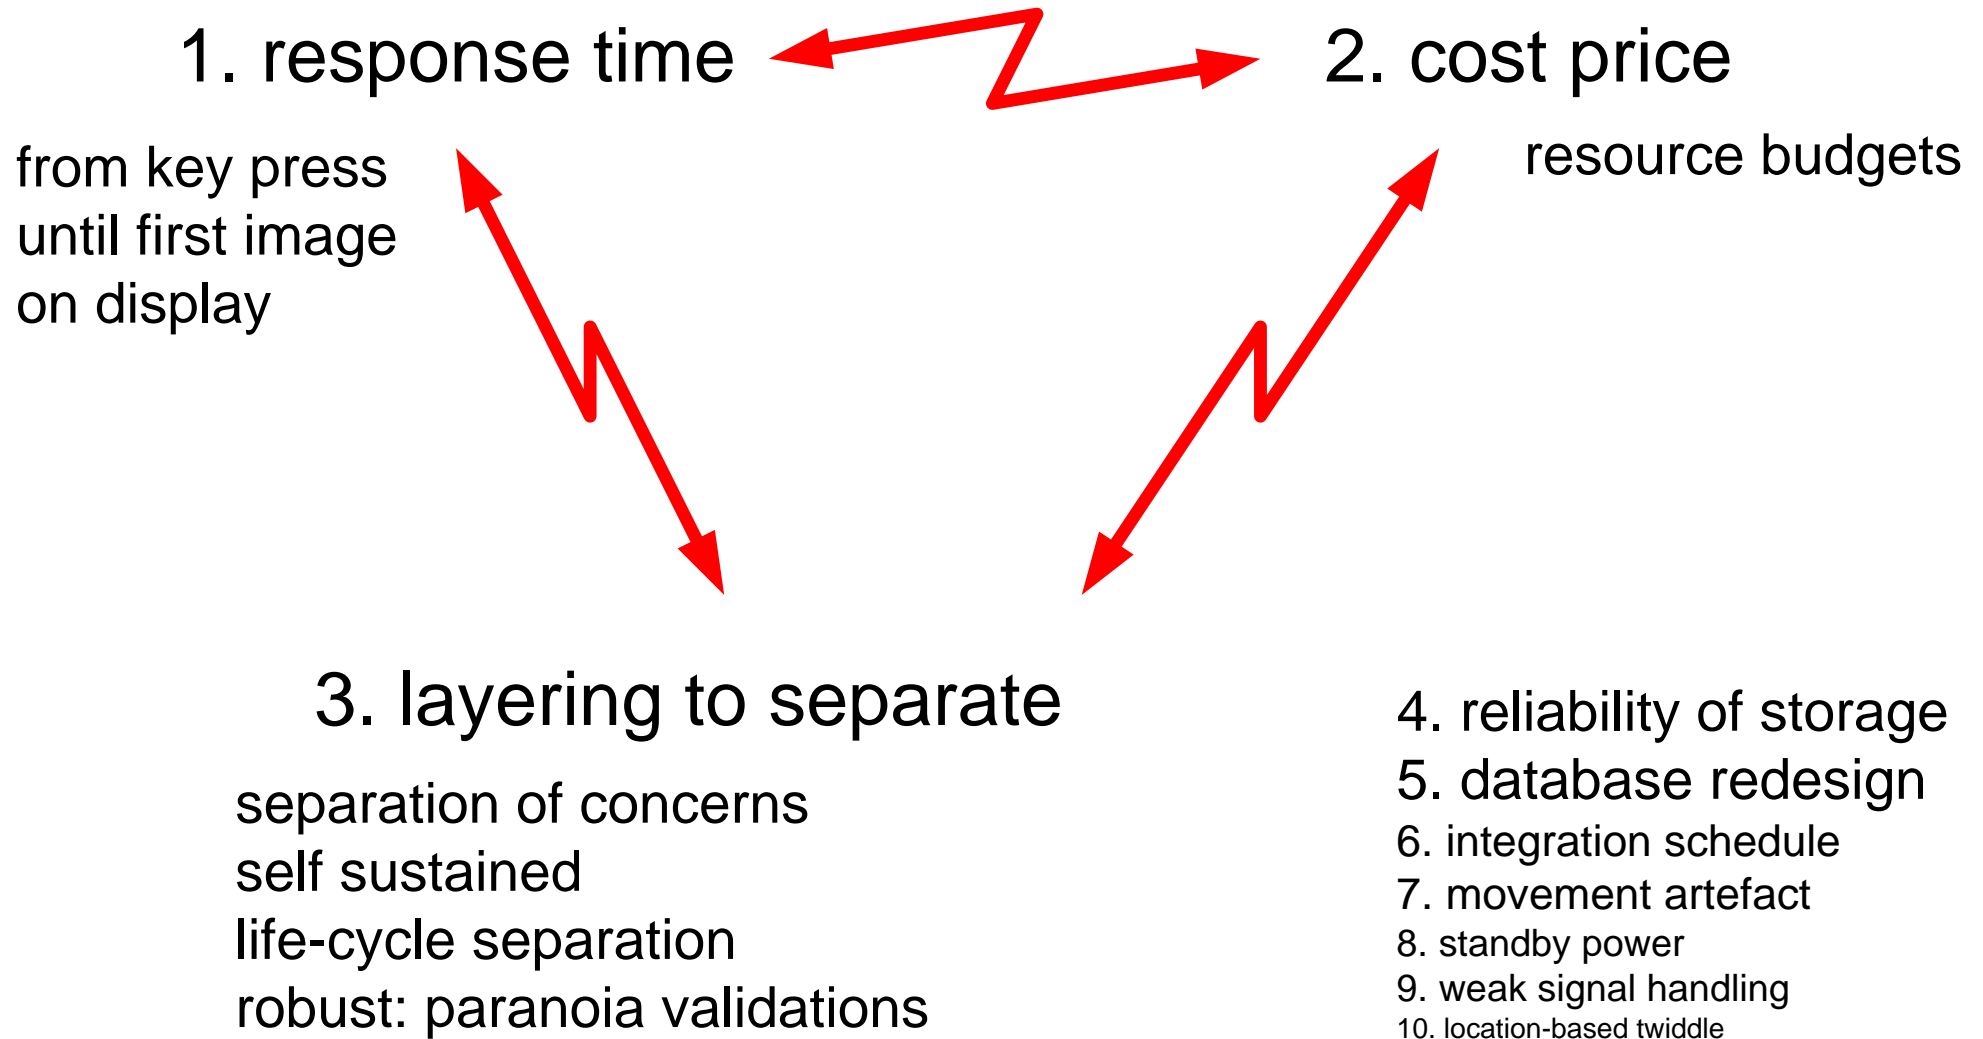 1. response time
from key press
until first image
on display
2. cost price
resource budgets
3. layering to separate
separation of concerns
self sustained
life-cycle separation
robust: paranoia validations
4. reliability of storage
5. database redesign
6. integration schedule
7. movement artefact
8. standby power
9. weak signal handling
10. location-based twiddle